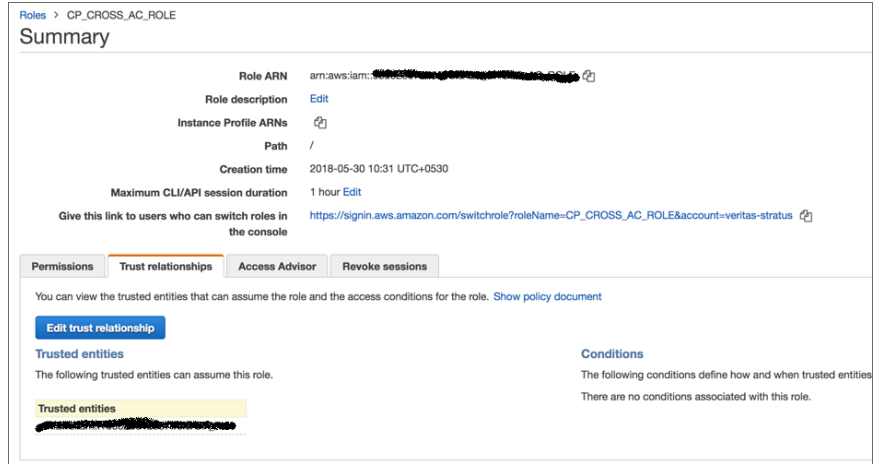 Roles > CP_CROSS_AC_ROLE
Summary
Role ARN arn:aws:iam::
Role description Edit
Instance Profile ARNs
Path /
Creation time 2018-05-30 10:31 UTC+0530
Maximum CLI/API session duration 1 hour Edit
Give this link to users who can switch roles in https://signin.aws.amazon.com/switchrole?roleName=CP_CROSS_AC_ROLE&account=veritas-stratus
the console
Permissions Trust relationships Access Advisor Revoke sessions
You can view the trusted entities that can assume the role and the access conditions for the role. Show policy document
Edit trust relationship
Trusted entities Conditions
The following trusted entities can assume this role. The following conditions define how and when trusted entities
There are no conditions associated with this role.
Trusted entities